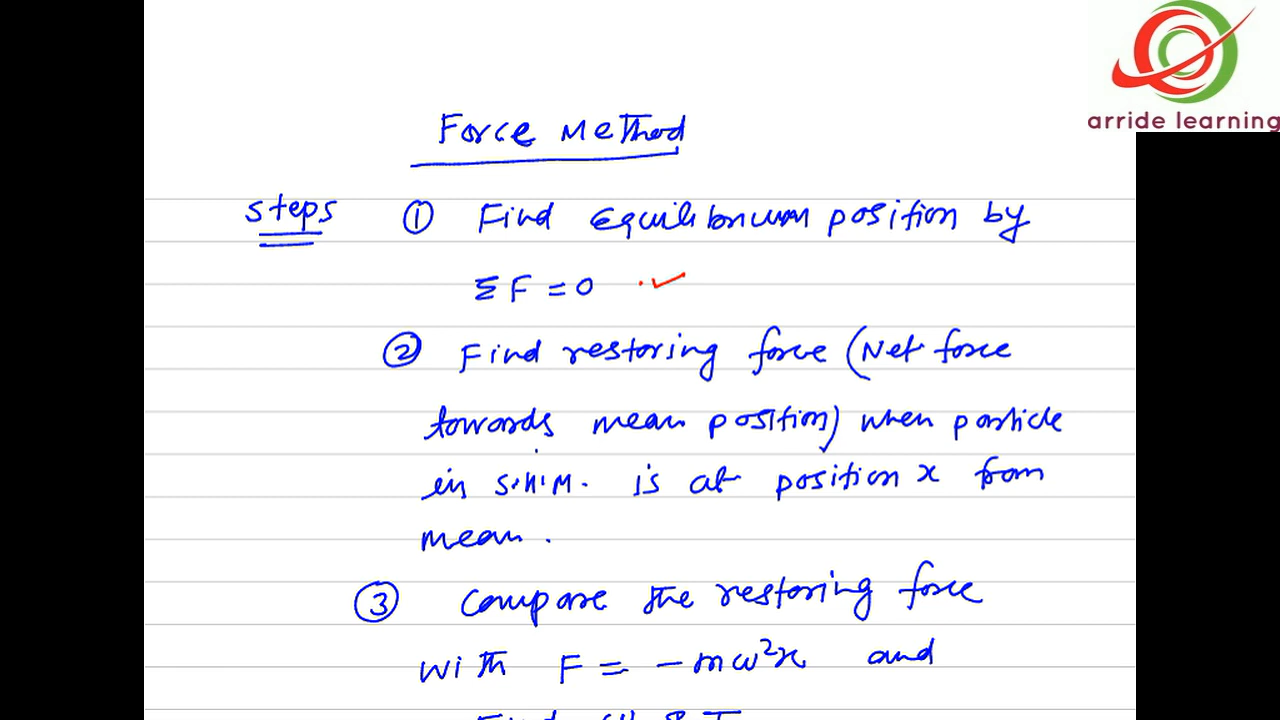 arride learning
Force Method
Steps ① Find Equilibrium position by
ΣF = 0 ✓
② Find restoring force (Net force
towards mean position) when particle
in S.H.M. is at position x from
mean.
③ Compare the restoring force
with F = -mω²x and
Find